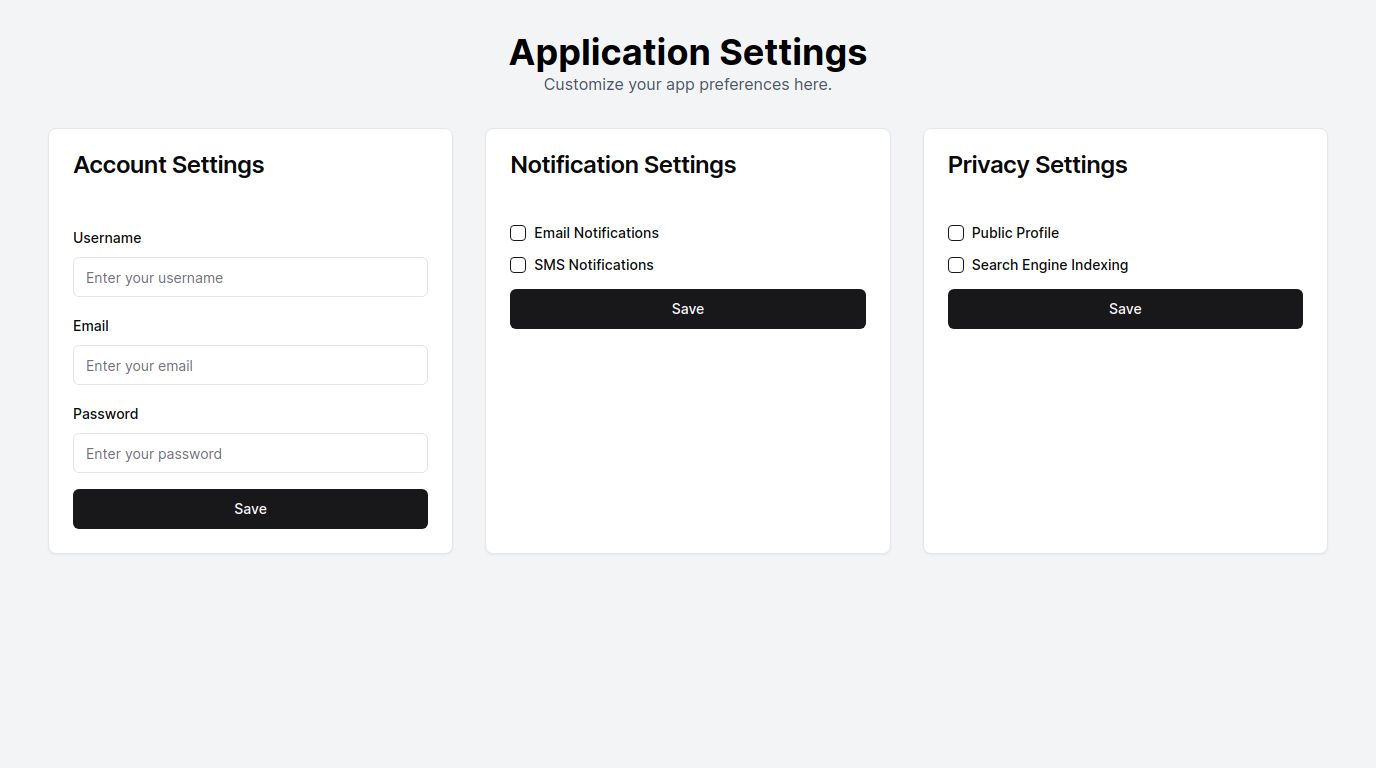 Application Settings
Customize your app preferences here.
Account Settings
Username
Enter your username
Email
Enter your email
Password
Enter your password
Save
Notification Settings
Email Notifications
SMS Notifications
Save
Privacy Settings
Public Profile
Search Engine Indexing
Save